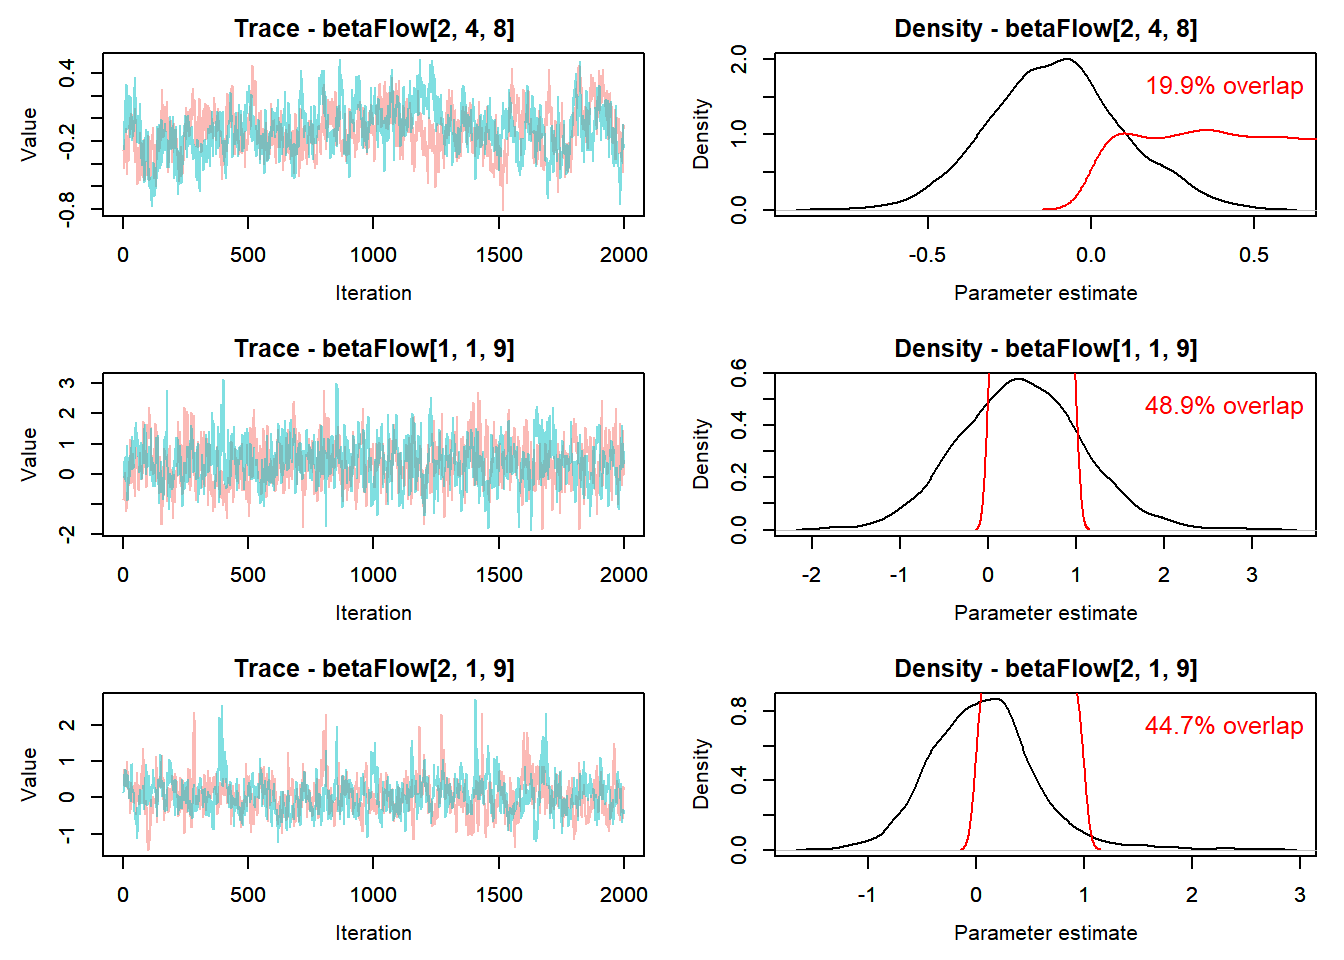 Trace - betaFlow[2, 4, 8]
Value
0.4
-0.2
-0.8
0 500 1000 1500 2000
Iteration
Density - betaFlow[2, 4, 8]
Density
2.0
1.0
0.0
19.9% overlap
-0.5 0.0 0.5
Parameter estimate
Trace - betaFlow[1, 1, 9]
Value
3
2
1
0
-2
0 500 1000 1500 2000
Iteration
Density - betaFlow[1, 1, 9]
Density
0.6
0.4
0.2
0.0
48.9% overlap
-2 -1 0 1 2 3
Parameter estimate
Trace - betaFlow[2, 1, 9]
Value
2
1
0
-1
0 500 1000 1500 2000
Iteration
Density - betaFlow[2, 1, 9]
Density
0.8
0.4
0.0
44.7% overlap
-1 0 1 2 3
Parameter estimate